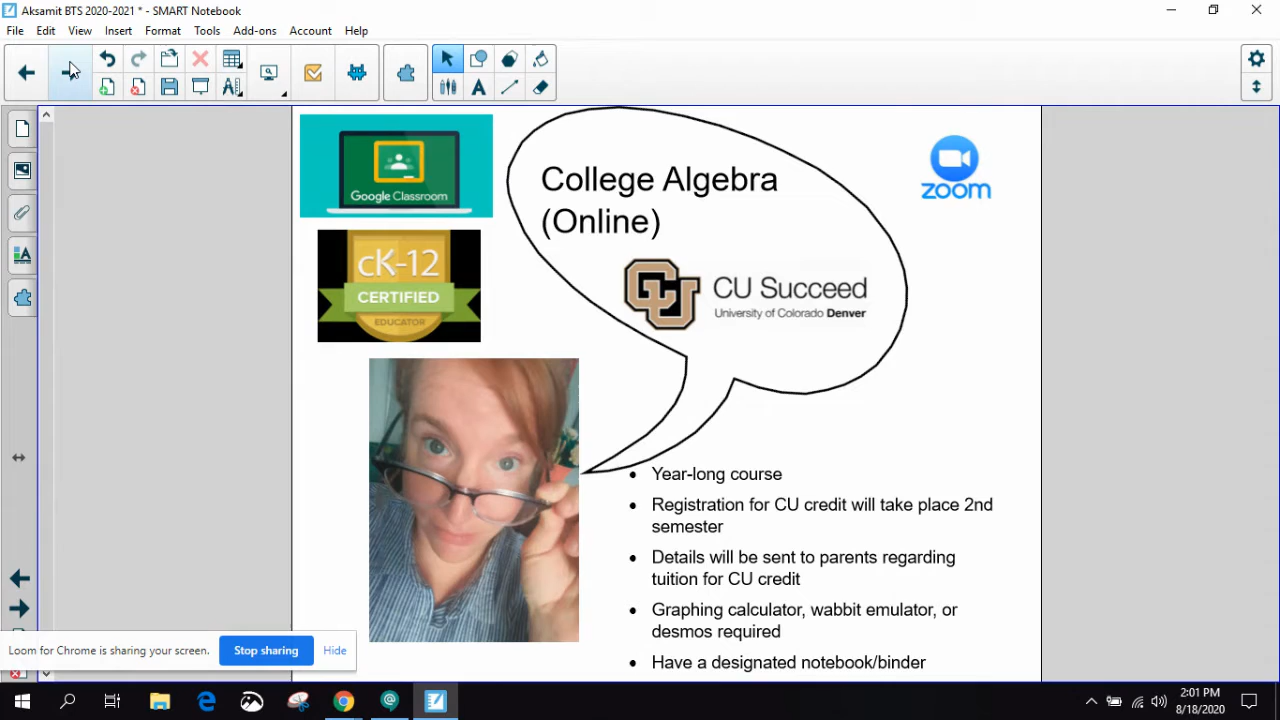 Aksamit BTS 2020-2021 * - SMART Notebook
File Edit View Insert Format Tools Add-ons Account Help
Google Classroom
College Algebra
(Online)
zoom
cK-12
CERTIFIED
EDUCATOR
CU CU Succeed
University of Colorado Denver
• Year-long course
• Registration for CU credit will take place 2nd
semester
• Details will be sent to parents regarding
tuition for CU credit
• Graphing calculator, wabbit emulator, or
desmos required
• Have a designated notebook/binder
Loom for Chrome is sharing your screen. Stop sharing Hide
2:01 PM
8/18/2020